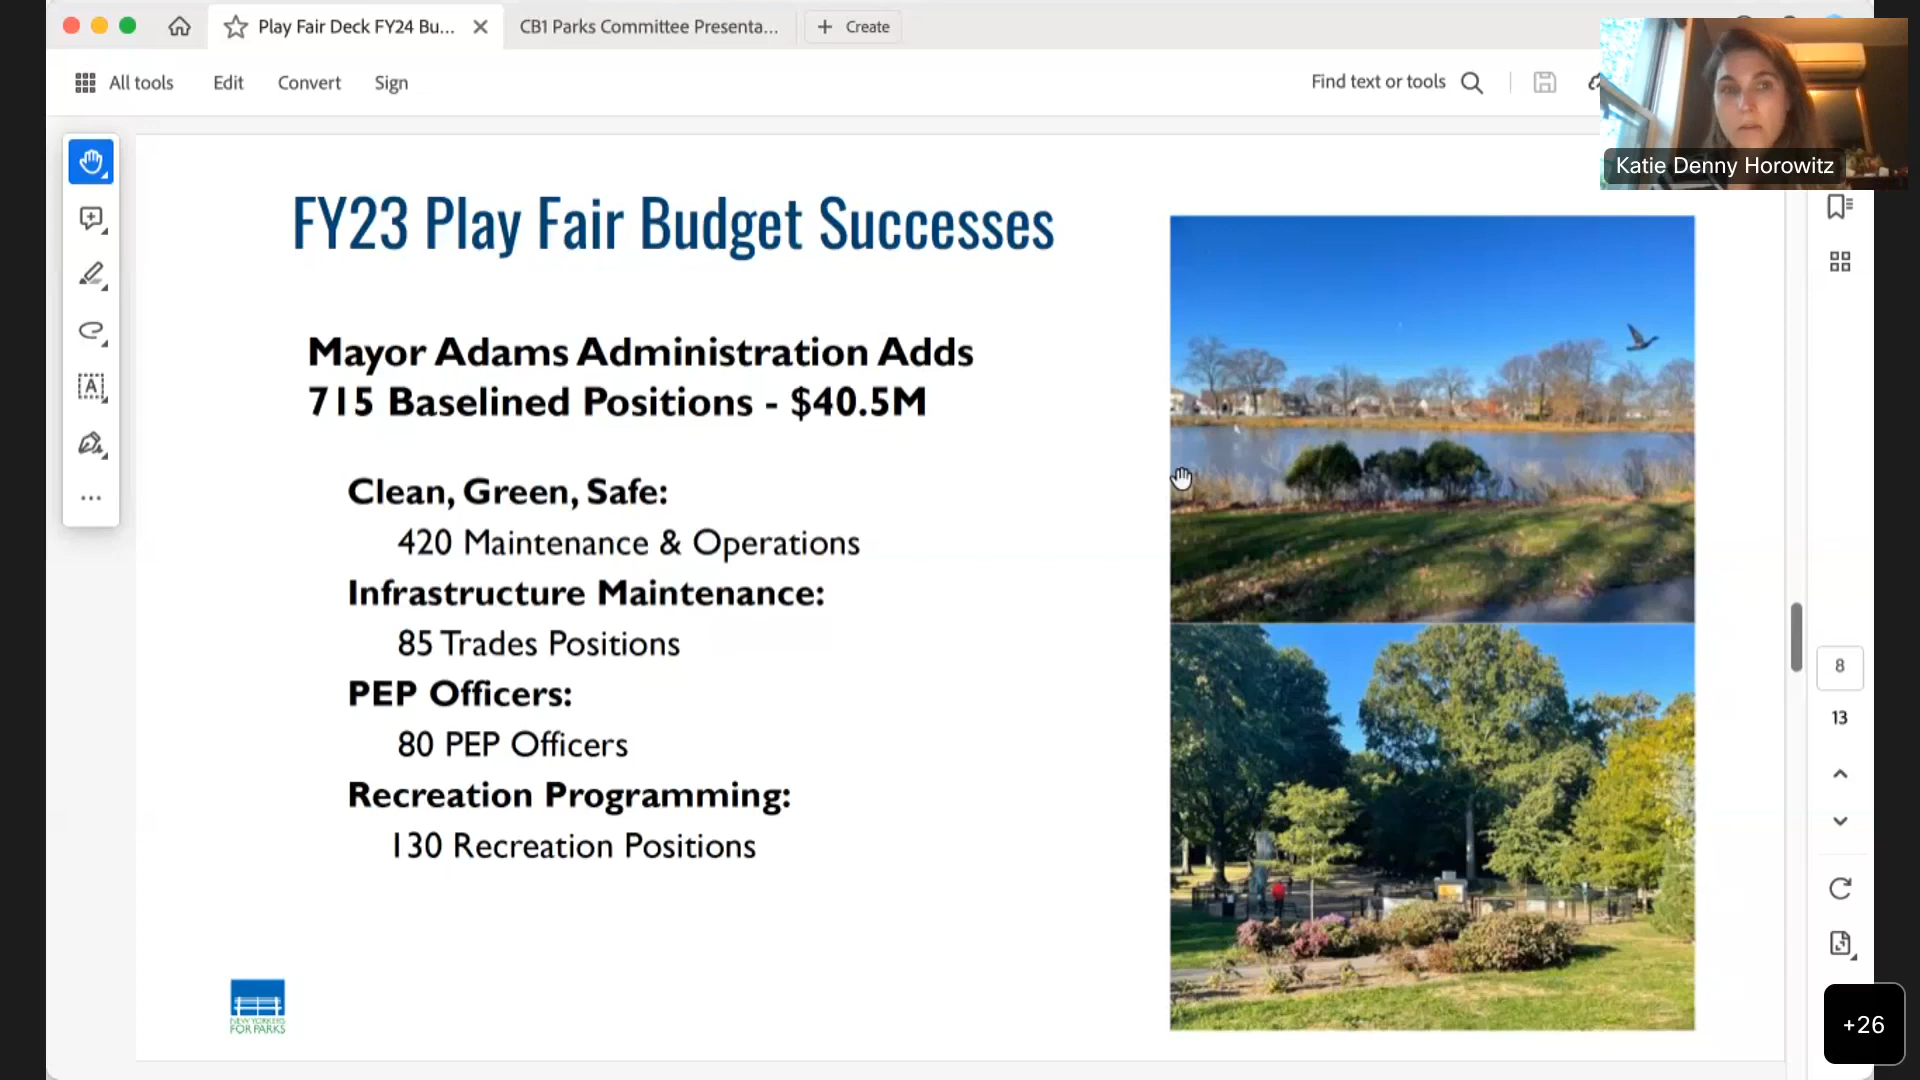 Play Fair Deck FY24 Bu...
CB1 Parks Committee Presenta...
+ Create
All tools
Edit
Convert
Sign
Find text or tools
Katie Denny Horowitz
FY23 Play Fair Budget Successes
Mayor Adams Administration Adds
715 Baselined Positions - $40.5M
Clean, Green, Safe:
420 Maintenance & Operations
Infrastructure Maintenance:
85 Trades Positions
PEP Officers:
80 PEP Officers
Recreation Programming:
130 Recreation Positions
NEW YORKERS
FOR PARKS
8
13
+26